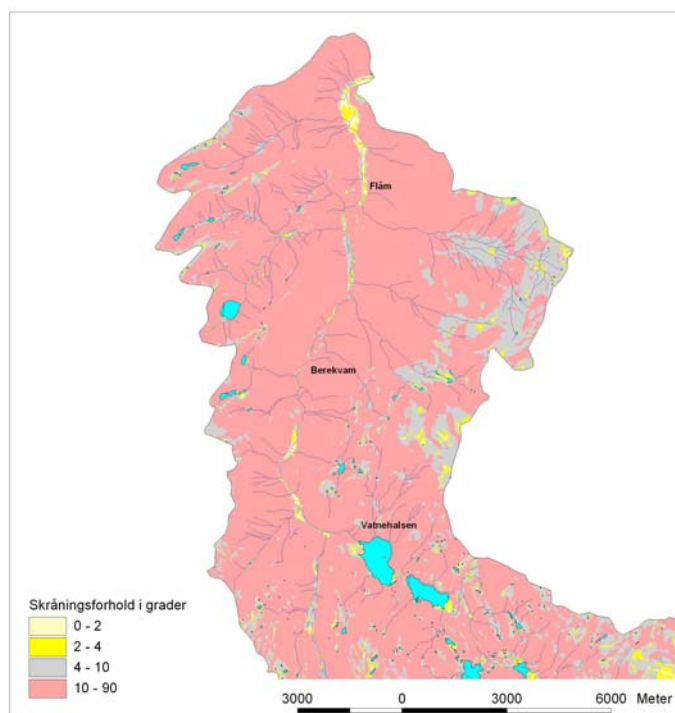 Flåm
Berekvam
Vatnehalsen
Skråningsforhold i grader
0 - 2
2 - 4
4 - 10
10 - 90
3000 0 3000 6000 Meter